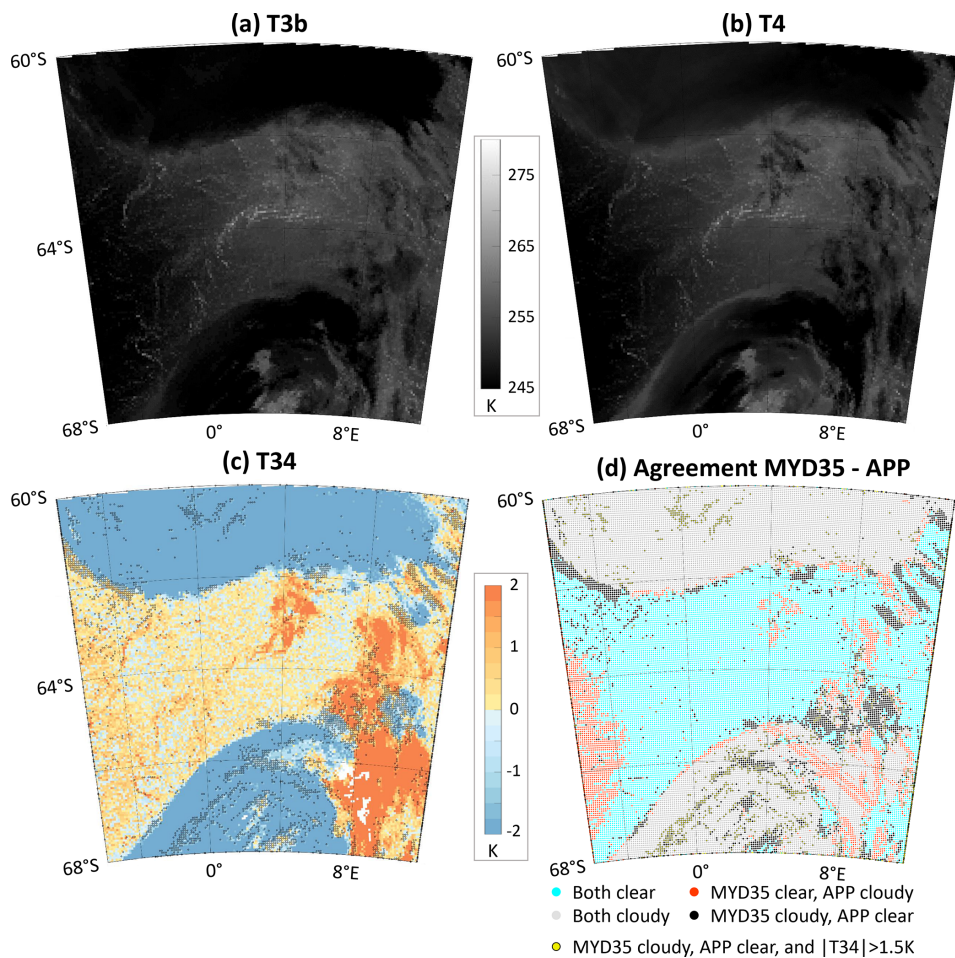 (a) T3b
(b) T4
60°S
60°S
64°S
68°S
68°S
0°
8°E
0°
8°E
275
265
255
245
K
(c) T34
(d) Agreement MYD35 - APP
60°S
60°S
64°S
68°S
68°S
0°
8°E
0°
8°E
2
1
0
-1
-2
K
Both clear
MYD35 clear, APP cloudy
Both cloudy
MYD35 cloudy, APP clear
MYD35 cloudy, APP clear, and |T34|>1.5K